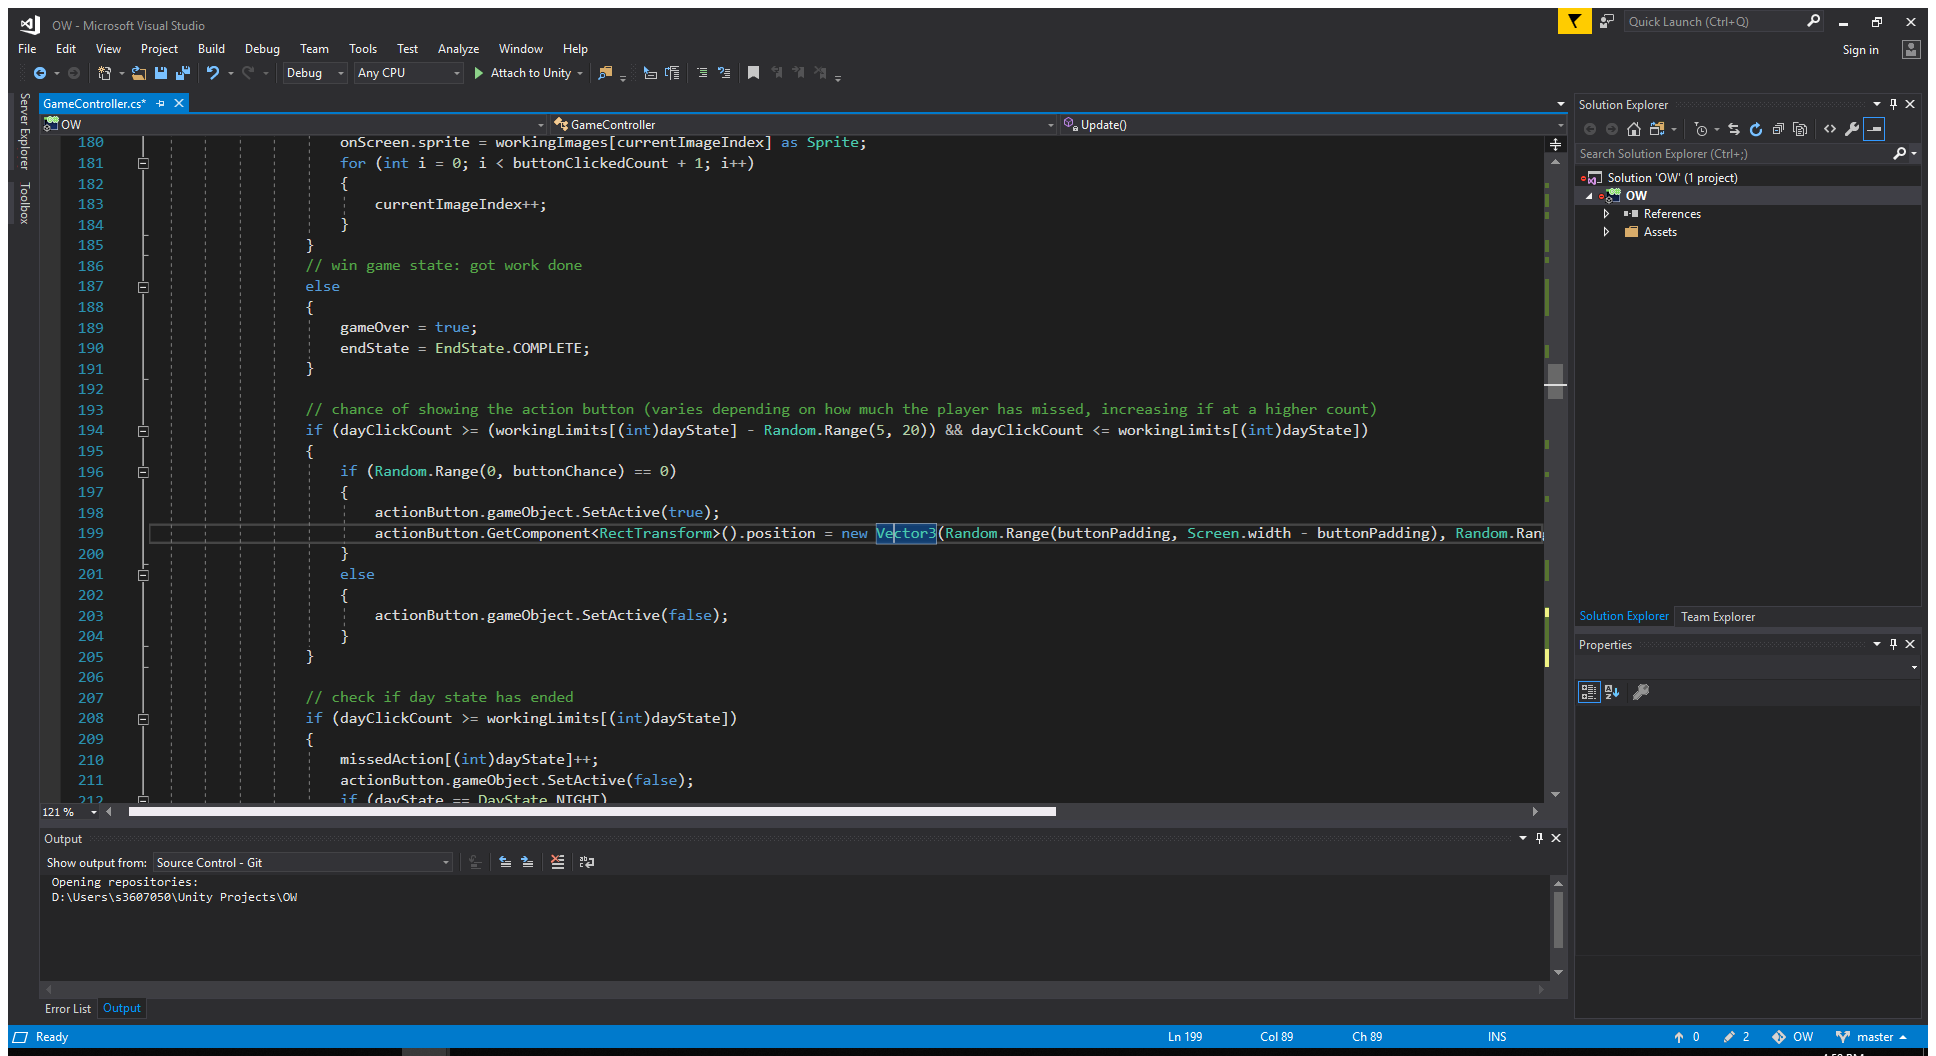 OW - Microsoft Visual Studio
Quick Launch (Ctrl+Q)
File Edit View Project Build Debug Team Tools Test Analyze Window Help
Sign in
Debug Any CPU Attach to Unity
Server Explorer
Toolbox
GameController.cs*
OW GameController Update()
180 onScreen.sprite = workingImages[currentImageIndex] as Sprite;
181 for (int i = 0; i < buttonClickedCount + 1; i++)
182 {
183 currentImageIndex++;
184 }
185 }
186 // win game state: got work done
187 else
188 {
189 gameOver = true;
190 endState = EndState.COMPLETE;
191 }
192
193 // chance of showing the action button (varies depending on how much the player has missed, increasing if at a higher count)
194 if (dayClickCount >= (workingLimits[(int)dayState] - Random.Range(5, 20)) && dayClickCount <= workingLimits[(int)dayState])
195 {
196 if (Random.Range(0, buttonChance) == 0)
197 {
198 actionButton.gameObject.SetActive(true);
199 actionButton.GetComponent<RectTransform>().position = new Vector3(Random.Range(buttonPadding, Screen.width - buttonPadding), Random.Rang
200 }
201 else
202 {
203 actionButton.gameObject.SetActive(false);
204 }
205 }
206
207 // check if day state has ended
208 if (dayClickCount >= workingLimits[(int)dayState])
209 {
210 missedAction[(int)dayState]++;
211 actionButton.gameObject.SetActive(false);
212 if (dayState == DayState.NIGHT)
121 %
Output
Show output from: Source Control - Git
Opening repositories:
D:\Users\s3607050\Unity Projects\OW
Error List Output
Solution Explorer
Search Solution Explorer (Ctrl+;)
Solution 'OW' (1 project)
OW
References
Assets
Solution Explorer Team Explorer
Properties
Ready Ln 199 Col 89 Ch 89 INS 0 2 OW master